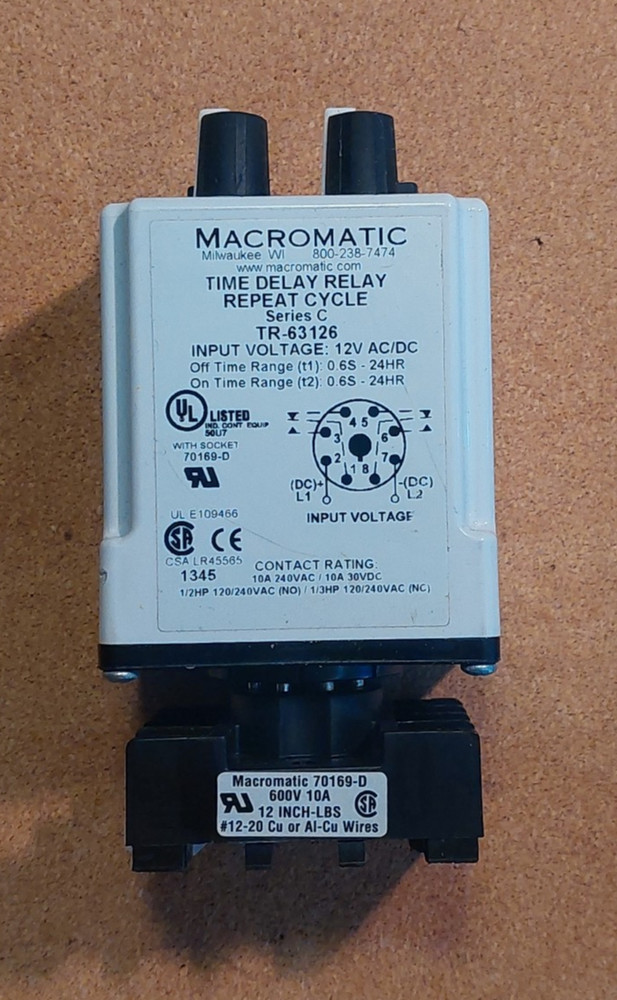 MACROMATIC
Milwaukee WI 800-238-7474
www.macromatic.com
TIME DELAY RELAY
REPEAT CYCLE
Series C
TR-63126
INPUT VOLTAGE: 12V AC/DC
Off Time Range (t1): 0.6S - 24HR
On Time Range (t2): 0.6S - 24HR
UL LISTED
IND. CONT EQUIP
50U7
WITH SOCKET
70169-D
UL E109466
4 5
3 6
2 7
1 8
(DC)+ -(DC)
L1 L2
INPUT VOLTAGE
CSA LR45565
1345
CONTACT RATING:
10A 240VAC / 10A 30VDC
1/2HP 120/240VAC (NO) / 1/3HP 120/240VAC (NC)
Macromatic 70169-D
600V 10A
12 INCH-LBS
#12-20 Cu or Al-Cu Wires